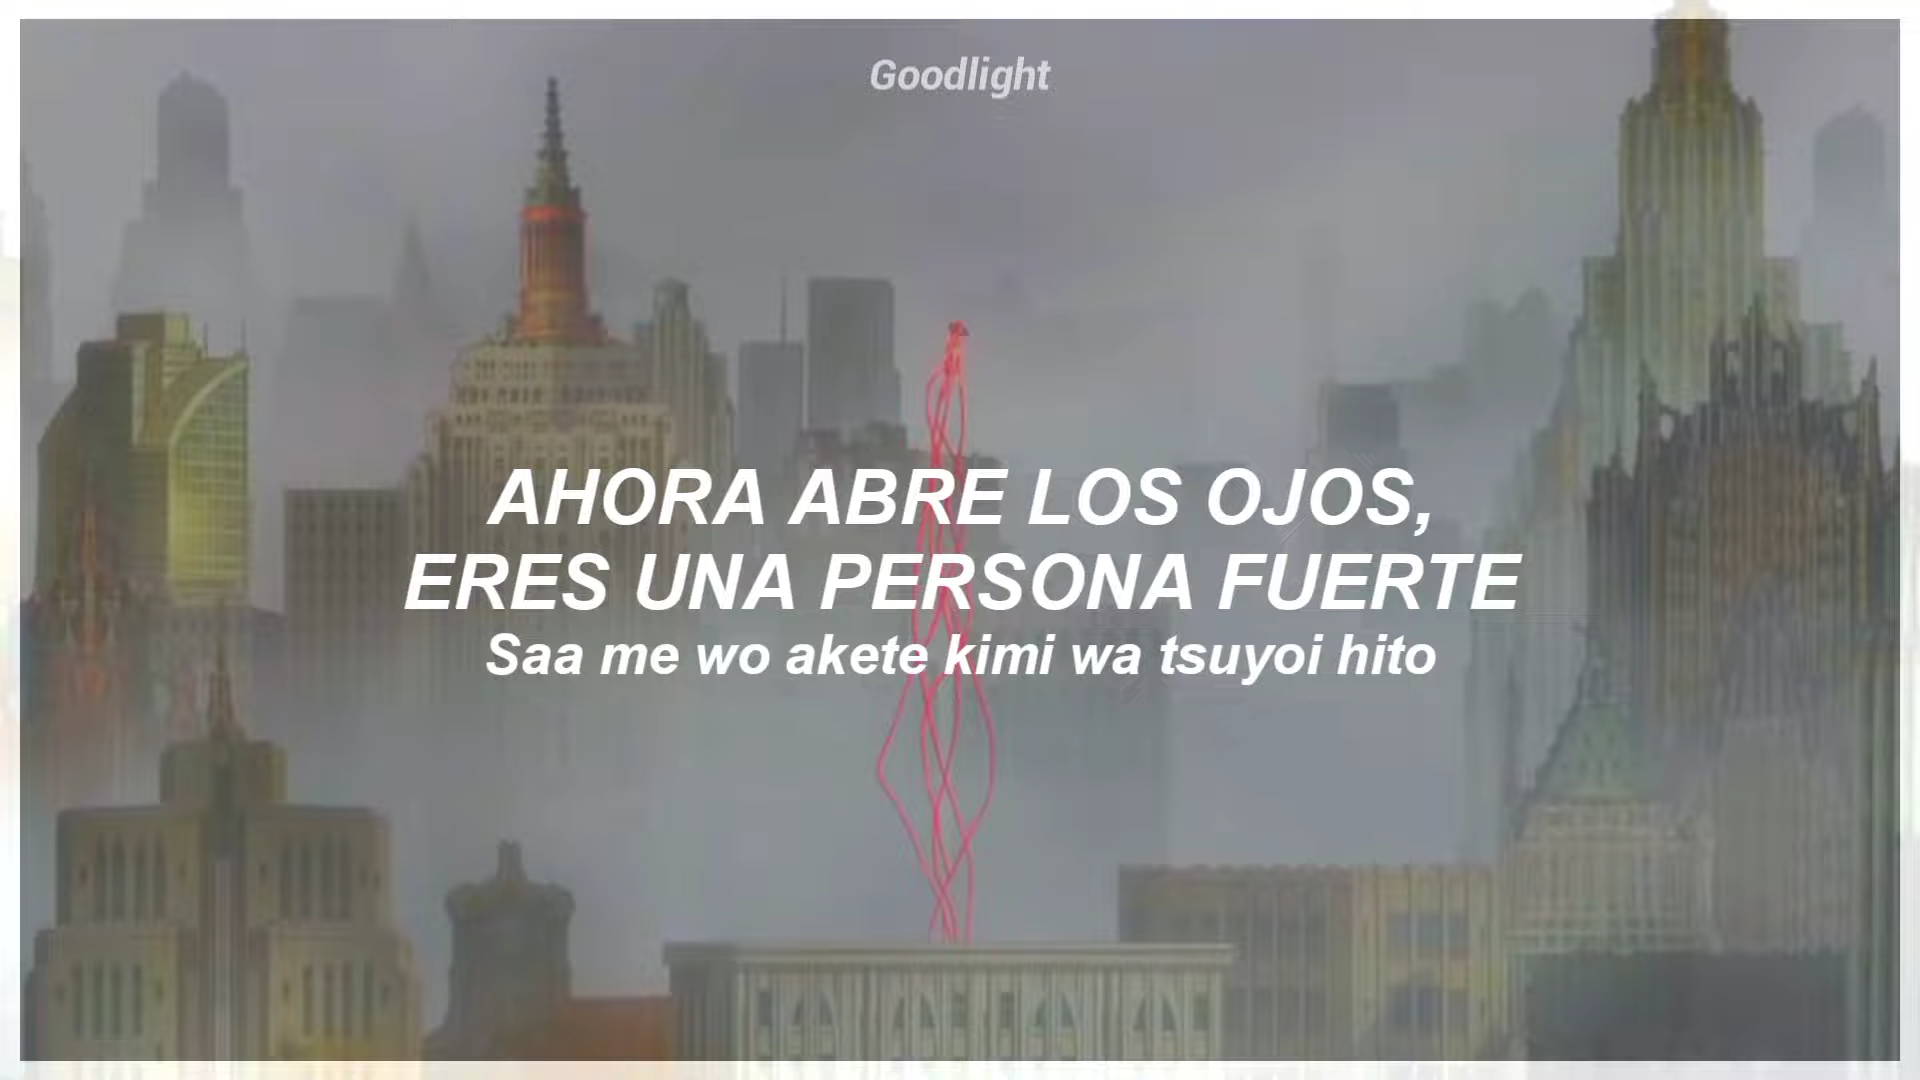 Goodlight
AHORA ABRE LOS OJOS,
ERES UNA PERSONA FUERTE
Saa me wo akete kimi wa tsuyoi hito